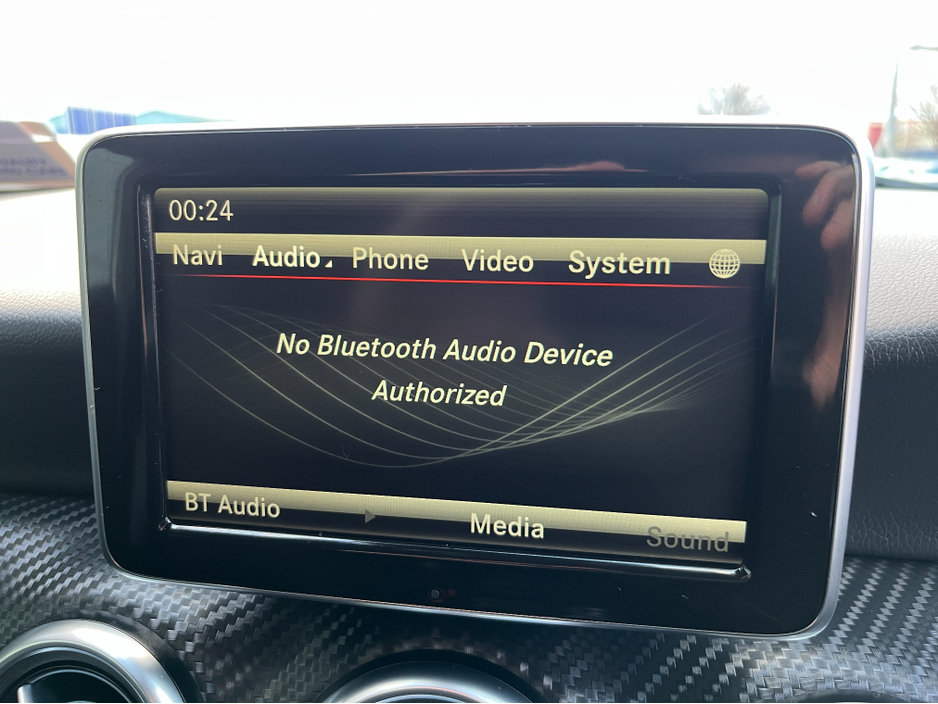 00:24
Navi Audio Phone Video System
No Bluetooth Audio Device
Authorized
BT Audio Media Sound